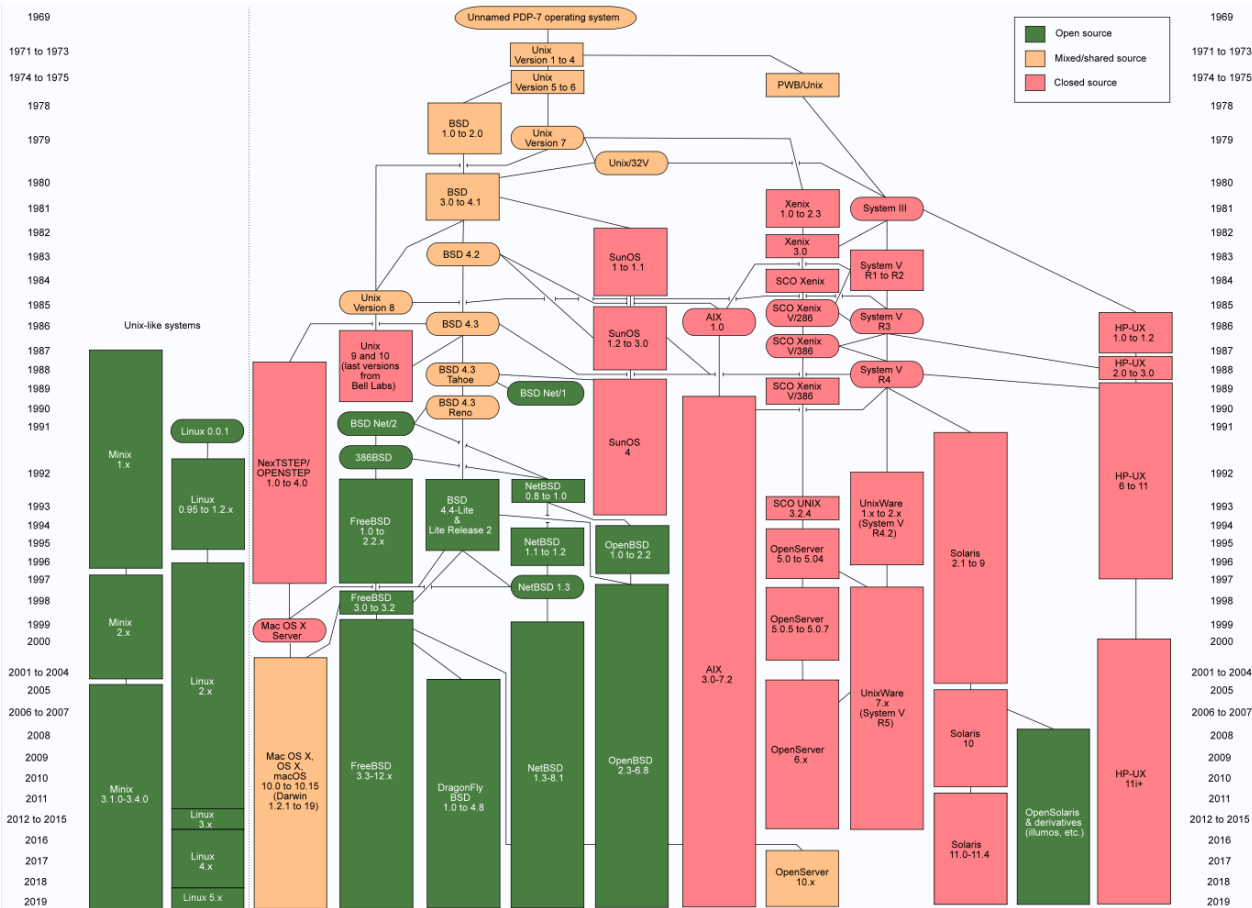 1969
Unnamed PDP-7 operating system
1969
Open source
Mixed/shared source
Closed source
1971 to 1973
Unix
Version 1 to 4
1971 to 1973
1974 to 1975
Unix
Version 5 to 6
PWB/Unix
1974 to 1975
1978
BSD
1.0 to 2.0
1978
1979
Unix
Version 7
1979
Unix/32V
1980
BSD
3.0 to 4.1
1980
1981
Xenix
1.0 to 2.3
System III
1981
1982
1982
1983
BSD 4.2
SunOS
1 to 1.1
Xenix
3.0
System V
R1 to R2
1983
1984
SCO Xenix
1984
1985
Unix
Version 8
SCO Xenix
V/286
1985
1986
Unix-like systems
BSD 4.3
SunOS
1.2 to 3.0
AIX
1.0
System V
R3
HP-UX
1.0 to 1.2
1986
1987
Unix
9 and 10
(last versions
from
Bell Labs)
SCO Xenix
V/386
1987
1988
BSD 4.3
Tahoe
System V
R4
HP-UX
2.0 to 3.0
1988
1989
BSD Net/1
SCO Xenix
V/386
1989
1990
BSD 4.3
Reno
1990
1991
Linux 0.0.1
BSD Net/2
1991
Minix
1.x
NexTSTEP/
OPENSTEP
1.0 to 4.0
386BSD
SunOS
4
1992
HP-UX
6 to 11
1992
1993
Linux
0.95 to 1.2.x
FreeBSD
1.0 to
2.2.x
BSD
4.4-Lite
&
Lite Release 2
NetBSD
0.8 to 1.0
SCO UNIX
3.2.4
UnixWare
1.x to 2.x
(System V
R4.2)
1993
1994
1994
1995
NetBSD
1.1 to 1.2
OpenBSD
1.0 to 2.2
OpenServer
5.0 to 5.04
Solaris
2.1 to 9
1995
1996
1996
1997
NetBSD 1.3
1997
1998
FreeBSD
3.0 to 3.2
1998
1999
Minix
2.x
Mac OS X
Server
OpenServer
5.0.5 to 5.0.7
1999
2000
2000
2001 to 2004
Linux
2.x
AIX
3.0-7.2
2001 to 2004
2005
UnixWare
7.x
(System V
R5)
2005
2006 to 2007
2006 to 2007
2008
Solaris
10
2008
2009
Minix
3.1.0-3.4.0
Mac OS X,
OS X,
macOS
10.0 to 10.15
(Darwin
1.2.1 to 19)
FreeBSD
3.3-12.x
NetBSD
1.3-8.1
OpenBSD
2.3-6.8
OpenServer
6.x
HP-UX
11i+
2009
2010
DragonFly
BSD
1.0 to 4.8
2010
2011
2011
2012 to 2015
Linux
3.x
OpenSolaris
& derivatives
(illumos, etc.)
2012 to 2015
2016
Solaris
11.0-11.4
2016
2017
Linux
4.x
2017
2018
OpenServer
10.x
2018
2019
Linux 5.x
2019